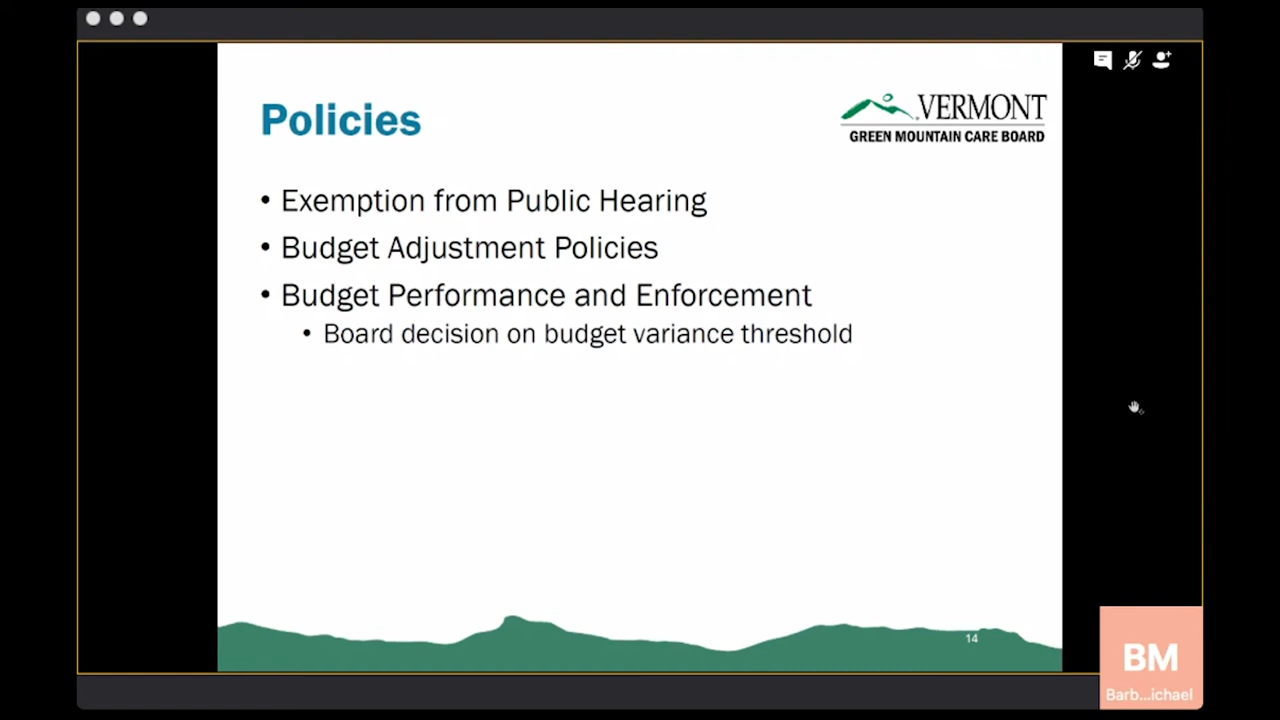 Policies
VERMONT
GREEN MOUNTAIN CARE BOARD
• Exemption from Public Hearing
• Budget Adjustment Policies
• Budget Performance and Enforcement
• Board decision on budget variance threshold
14
BM
Barb...ichael